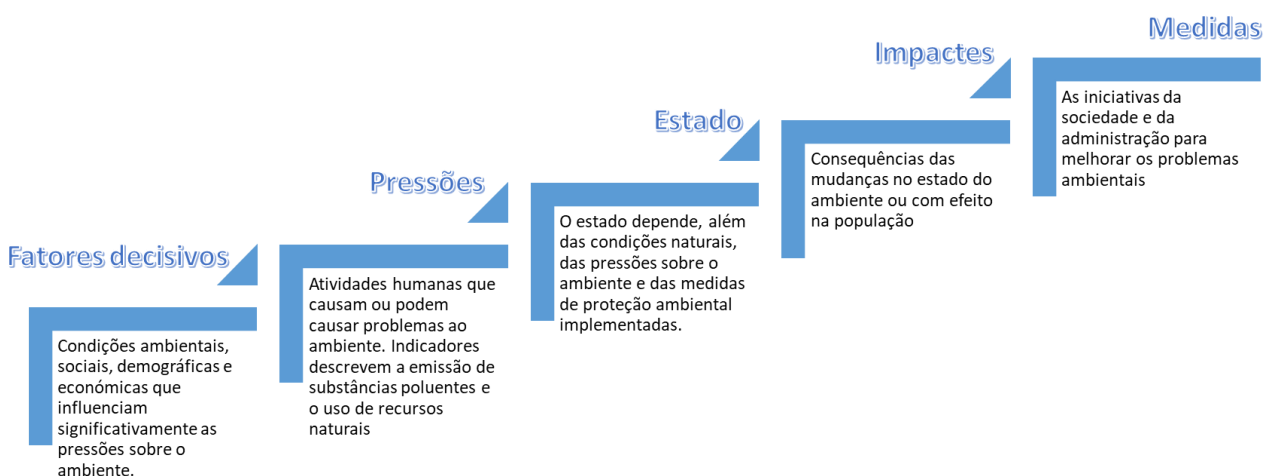 Fatores decisivos
Condições ambientais,
sociais, demográficas e
económicas que
influenciam
significativamente as
pressões sobre o
ambiente.
Pressões
Atividades humanas que
causam ou podem
causar problemas ao
ambiente. Indicadores
descrevem a emissão de
substâncias poluentes e
o uso de recursos
naturais
Estado
O estado depende, além
das condições naturais,
das pressões sobre o
ambiente e das medidas
de proteção ambiental
implementadas.
Impactes
Consequências das
mudanças no estado do
ambiente ou com efeito
na população
Medidas
As iniciativas da
sociedade e da
administração para
melhorar os problemas
ambientais